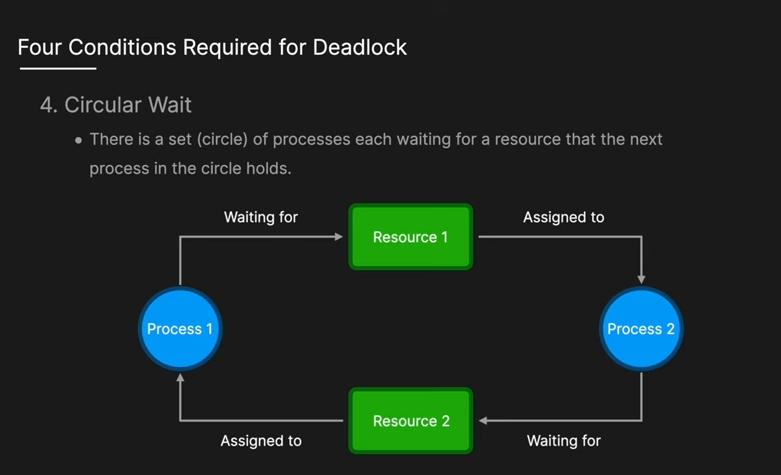 Four Conditions Required for Deadlock
4. Circular Wait
• There is a set (circle) of processes each waiting for a resource that the next
process in the circle holds.
Waiting for
Resource 1
Assigned to
Process 1
Process 2
Assigned to
Resource 2
Waiting for